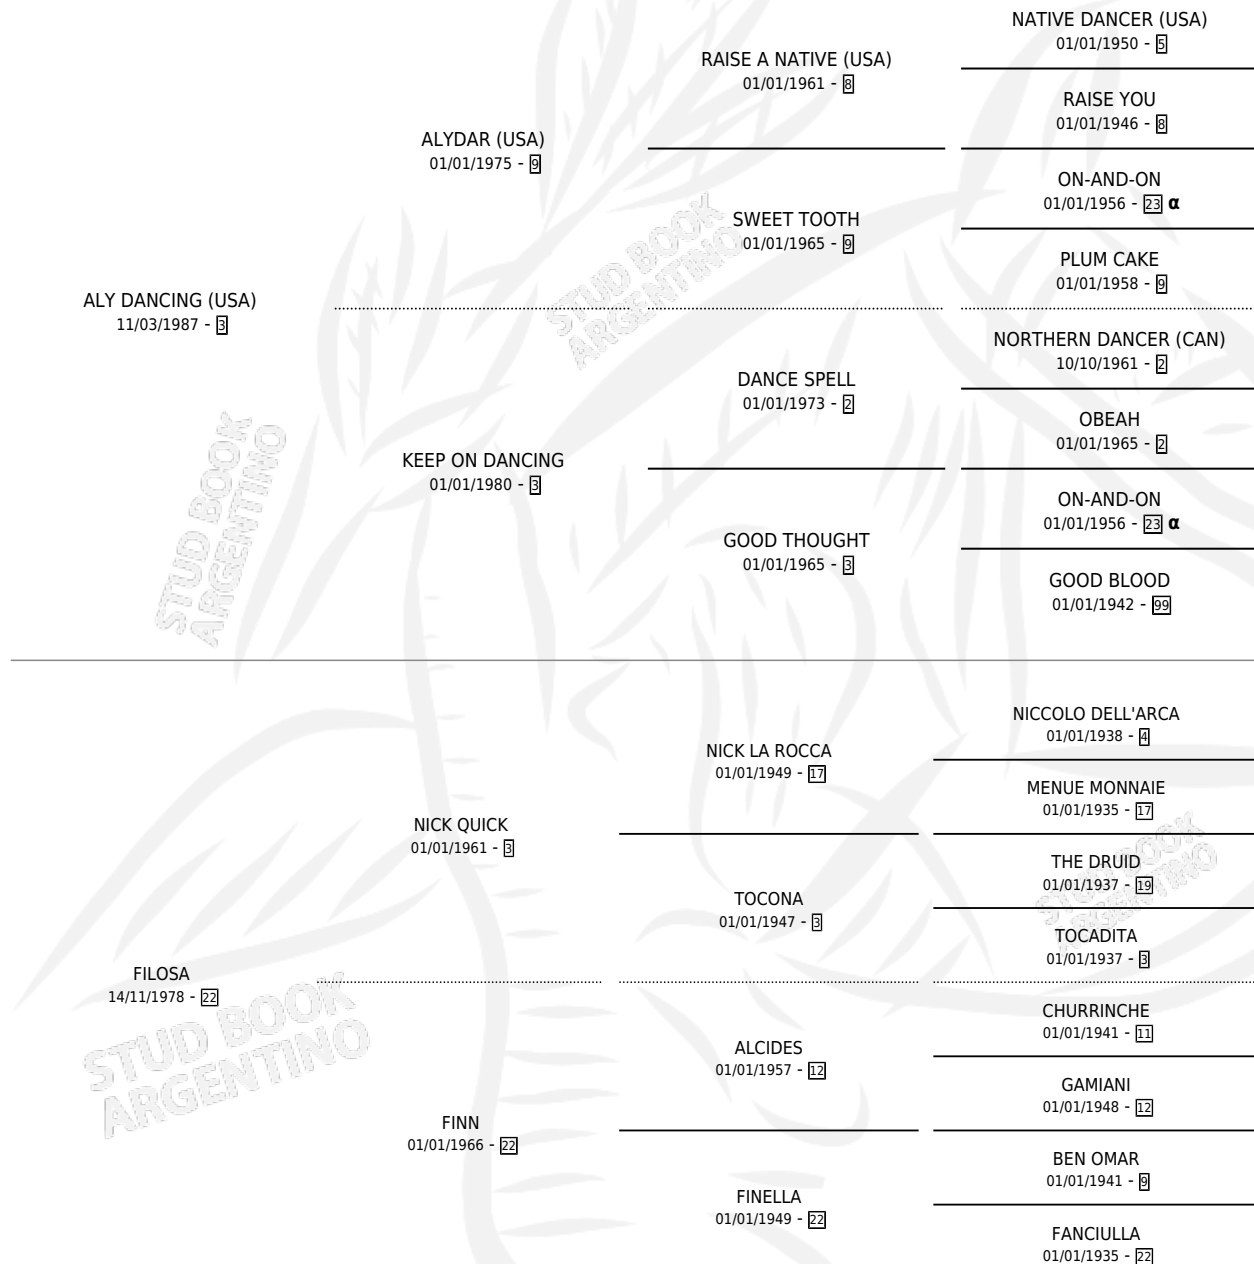 NATIVE DANCER (USA)
01/01/1950 - 5
RAISE A NATIVE (USA)
01/01/1961 - 8
RAISE YOU
01/01/1946 - 8
ALYDAR (USA)
01/01/1975 - 9
ON-AND-ON
01/01/1956 - 23 α
SWEET TOOTH
01/01/1965 - 9
PLUM CAKE
01/01/1958 - 9
ALY DANCING (USA)
11/03/1987 - 3
NORTHERN DANCER (CAN)
10/10/1961 - 2
DANCE SPELL
01/01/1973 - 2
OBEAH
01/01/1965 - 2
KEEP ON DANCING
01/01/1980 - 3
ON-AND-ON
01/01/1956 - 23 α
GOOD THOUGHT
01/01/1965 - 3
GOOD BLOOD
01/01/1942 - 99
STUD BOOK
ARGENTINO
STUD BOOK
ARGENTINO
NICCOLO DELL'ARCA
01/01/1938 - 4
NICK LA ROCCA
01/01/1949 - 17
MENUE MONNAIE
01/01/1935 - 17
NICK QUICK
01/01/1961 - 3
THE DRUID
01/01/1937 - 19
TOCONA
01/01/1947 - 3
TOCADITA
01/01/1937 - 3
STUD BOOK
ARGENTINO
FILOSA
14/11/1978 - 22
CHURRINCHE
01/01/1941 - 11
ALCIDES
01/01/1957 - 12
GAMIANI
01/01/1948 - 12
FINN
01/01/1966 - 22
BEN OMAR
01/01/1941 - 9
FINELLA
01/01/1949 - 22
FANCIULLA
01/01/1935 - 22
STUD BOOK
ARGENTINO